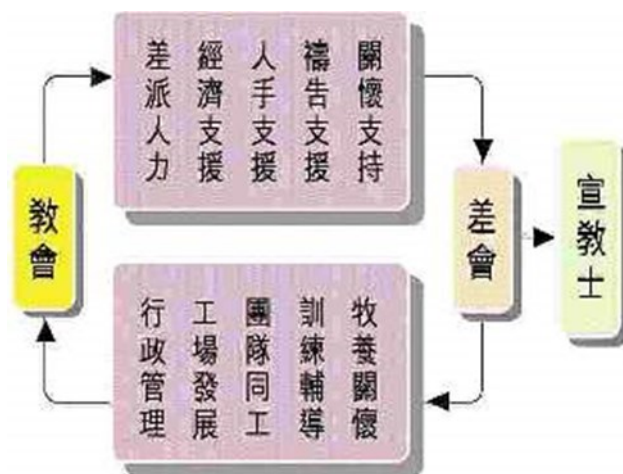 教會
差派人力
經濟支援
人手支援
禱告支援
關懷支持
差會
宣教士
行政管理
工場發展
團隊同工
訓練輔導
牧養關懷